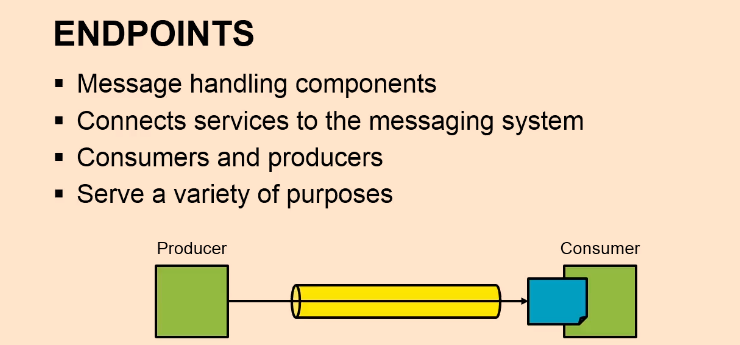 ENDPOINTS
▪ Message handling components
▪ Connects services to the messaging system
▪ Consumers and producers
▪ Serve a variety of purposes
Producer
Consumer